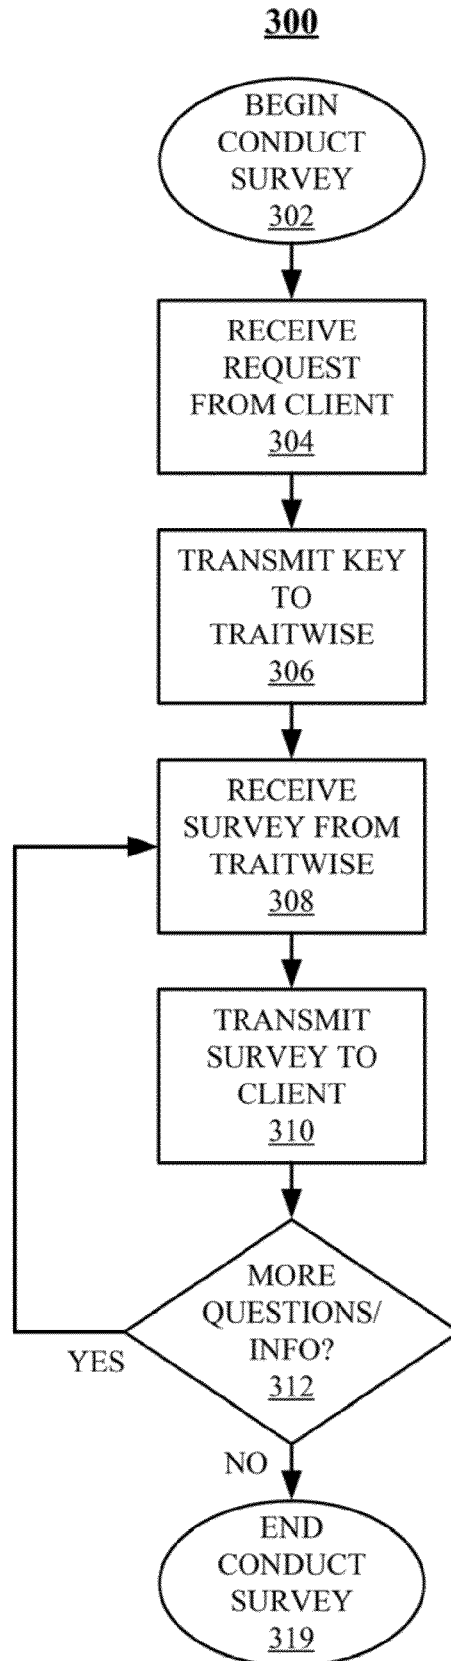 300
BEGIN
CONDUCT
SURVEY
302
RECEIVE
REQUEST
FROM CLIENT
304
TRANSMIT KEY
TO
TRAITWISE
306
RECEIVE
SURVEY FROM
TRAITWISE
308
TRANSMIT
SURVEY TO
CLIENT
310
MORE
QUESTIONS/
INFO?
312
YES
NO
END
CONDUCT
SURVEY
319